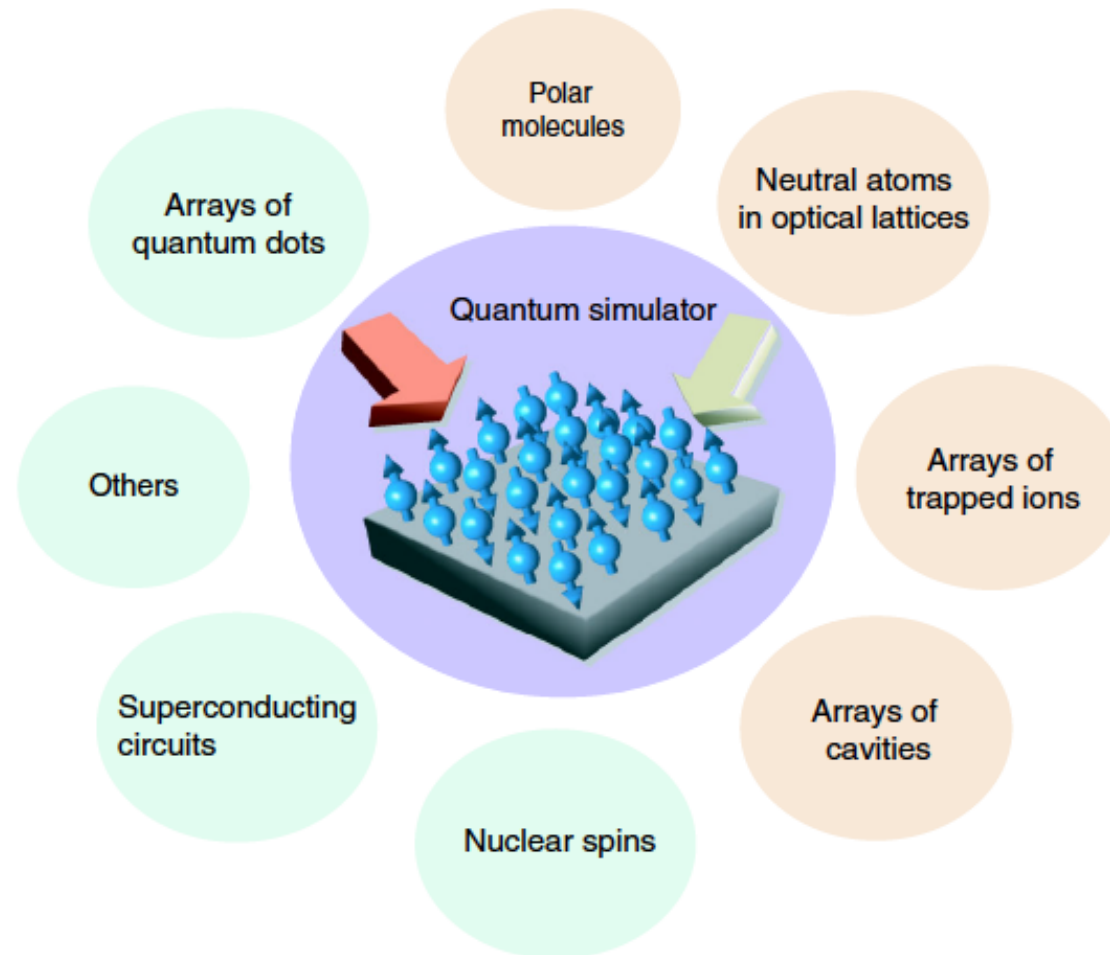 Polar
molecules
Neutral atoms
in optical lattices
Arrays of
quantum dots
Quantum simulator
Others
Arrays of
trapped ions
Superconducting
circuits
Arrays of
cavities
Nuclear spins